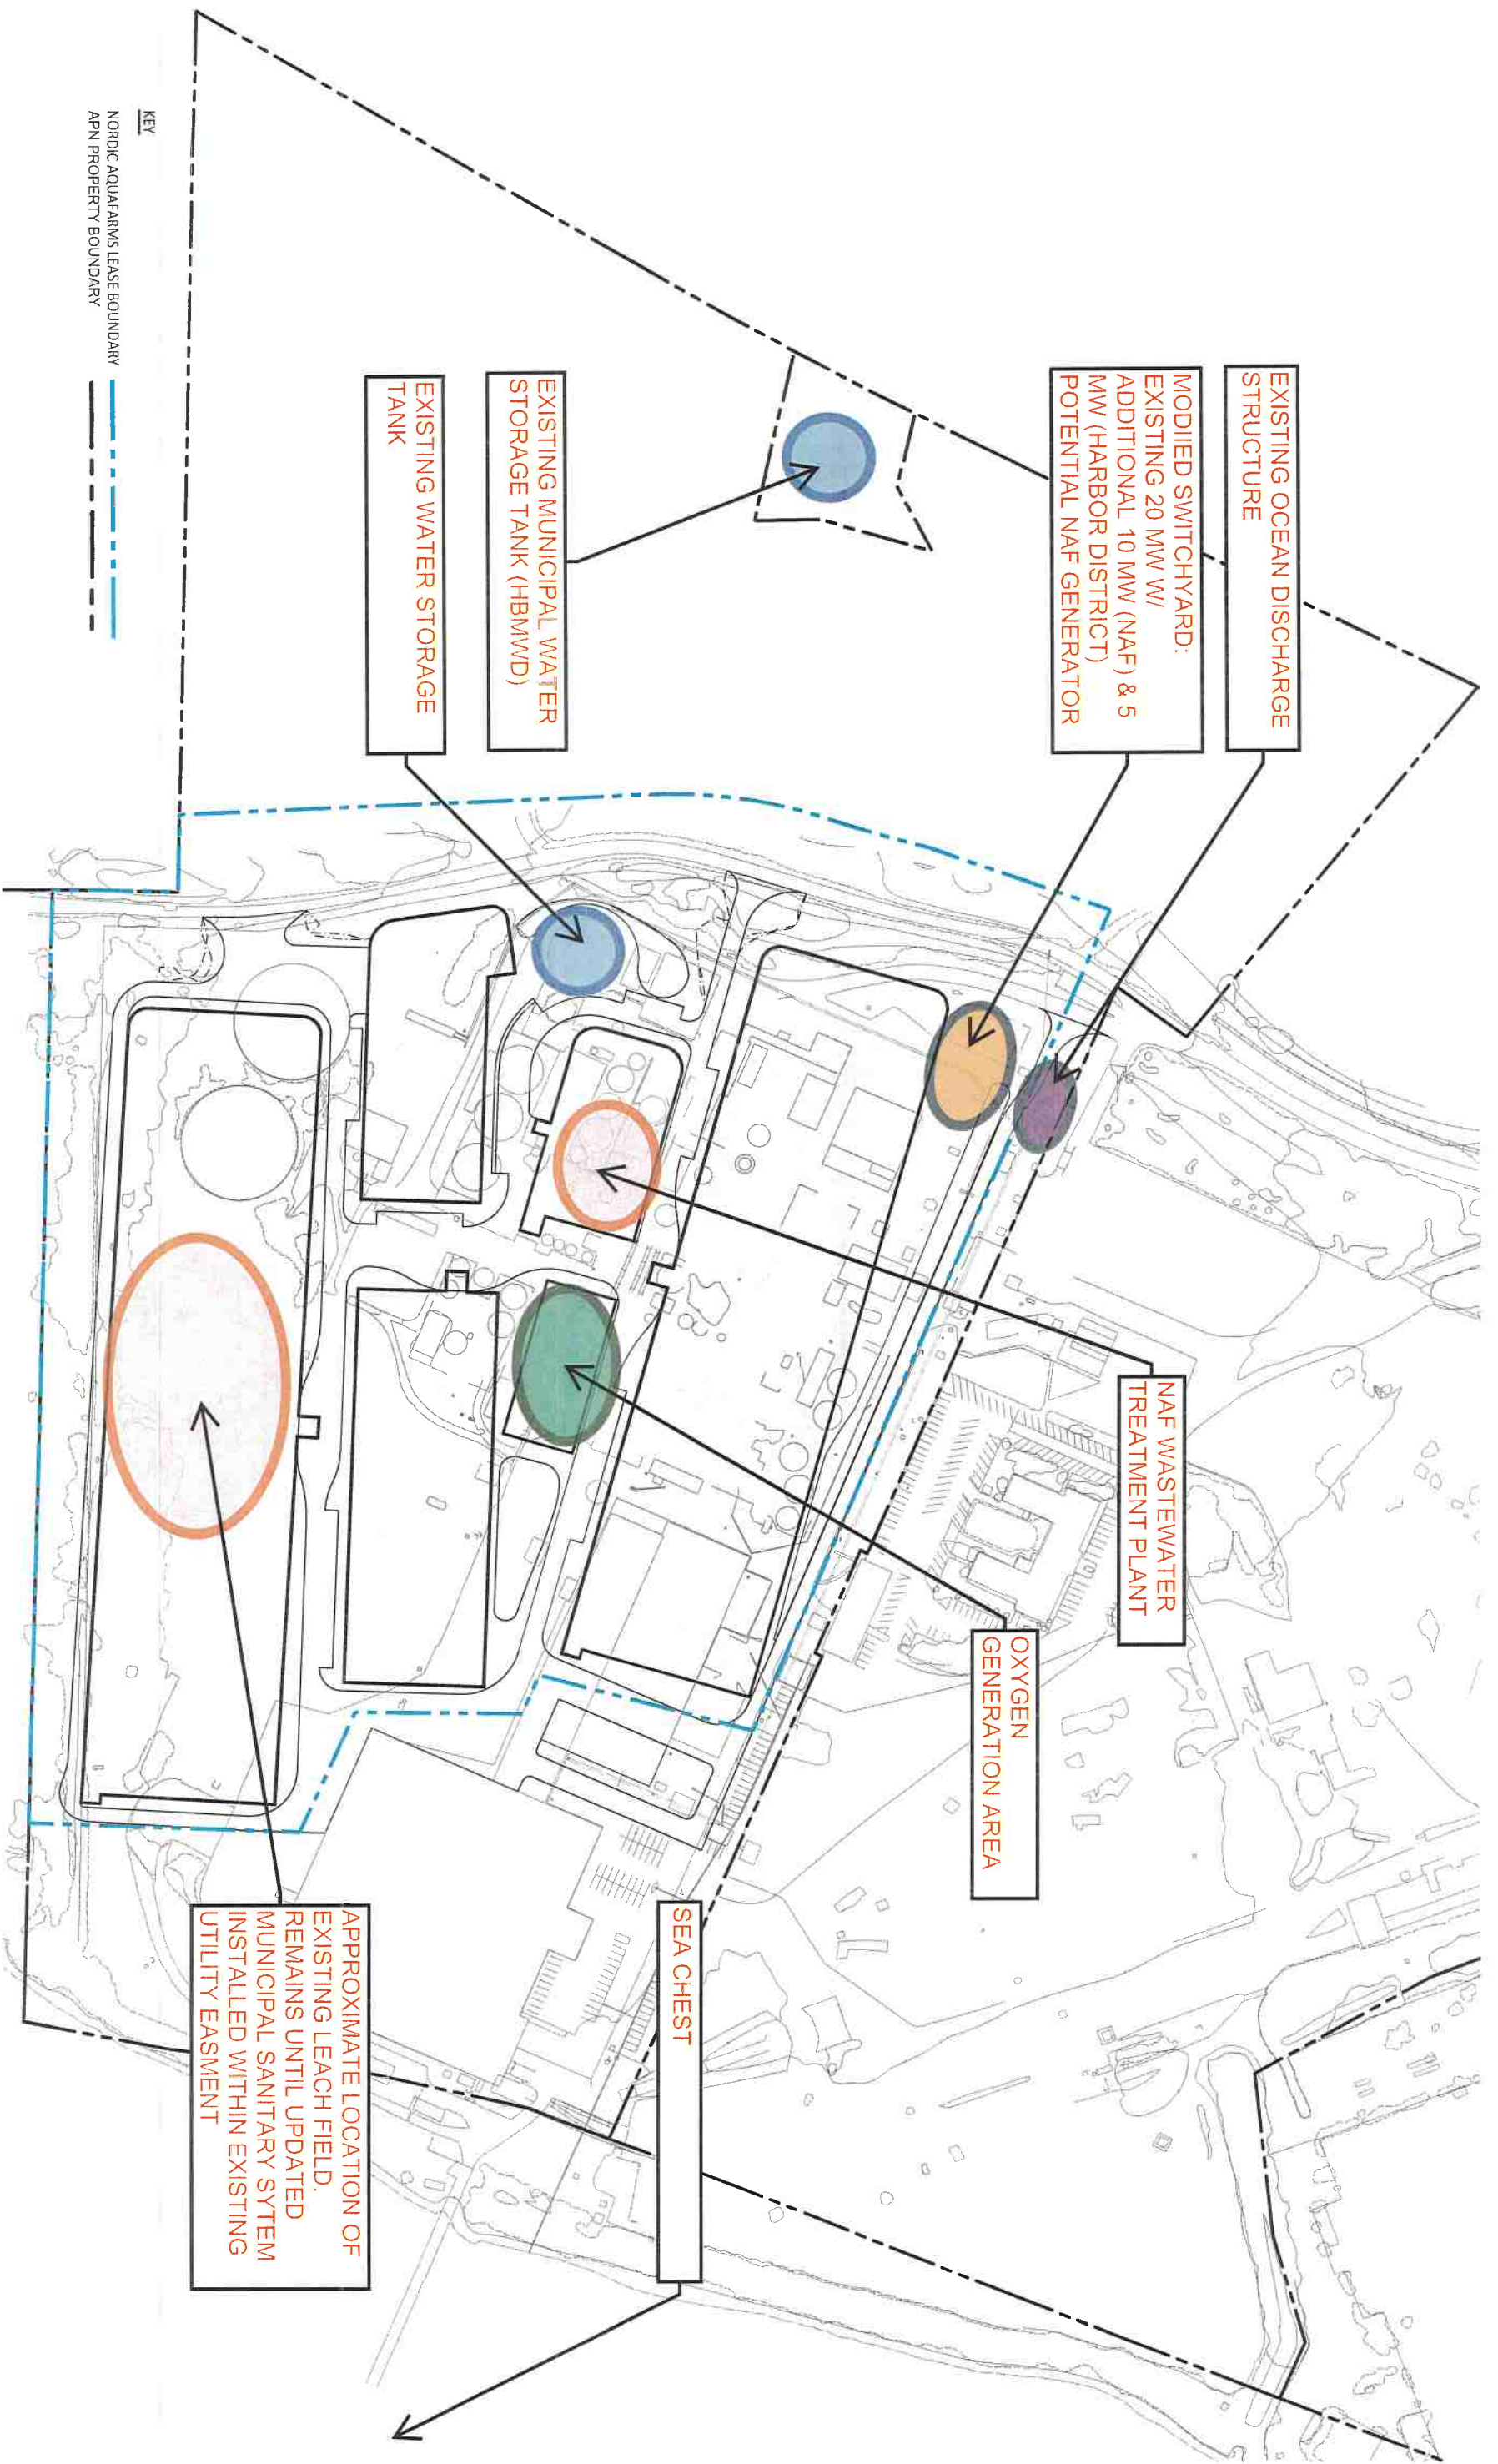 EXISTING OCEAN DISCHARGE
STRUCTURE
MODIIED SWITCHYARD:
EXISTING 20 MW W/
ADDITIONAL 10 MW (NAF) & 5
MW (HARBOR DISTRICT)
POTENTIAL NAF GENERATOR
EXISTING MUNICIPAL WATER
STORAGE TANK (HBMWD)
EXISTING WATER STORAGE
TANK
NAF WASTEWATER
TREATMENT PLANT
OXYGEN
GENERATION AREA
SEA CHEST
APPROXIMATE LOCATION OF
EXISTING LEACH FIELD.
REMAINS UNTIL UPDATED
MUNICIPAL SANITARY SYTEM
INSTALLED WITHIN EXISTING
UTILITY EASMENT
KEY
NORDIC AQUAFARMS LEASE BOUNDARY
APN PROPERTY BOUNDARY